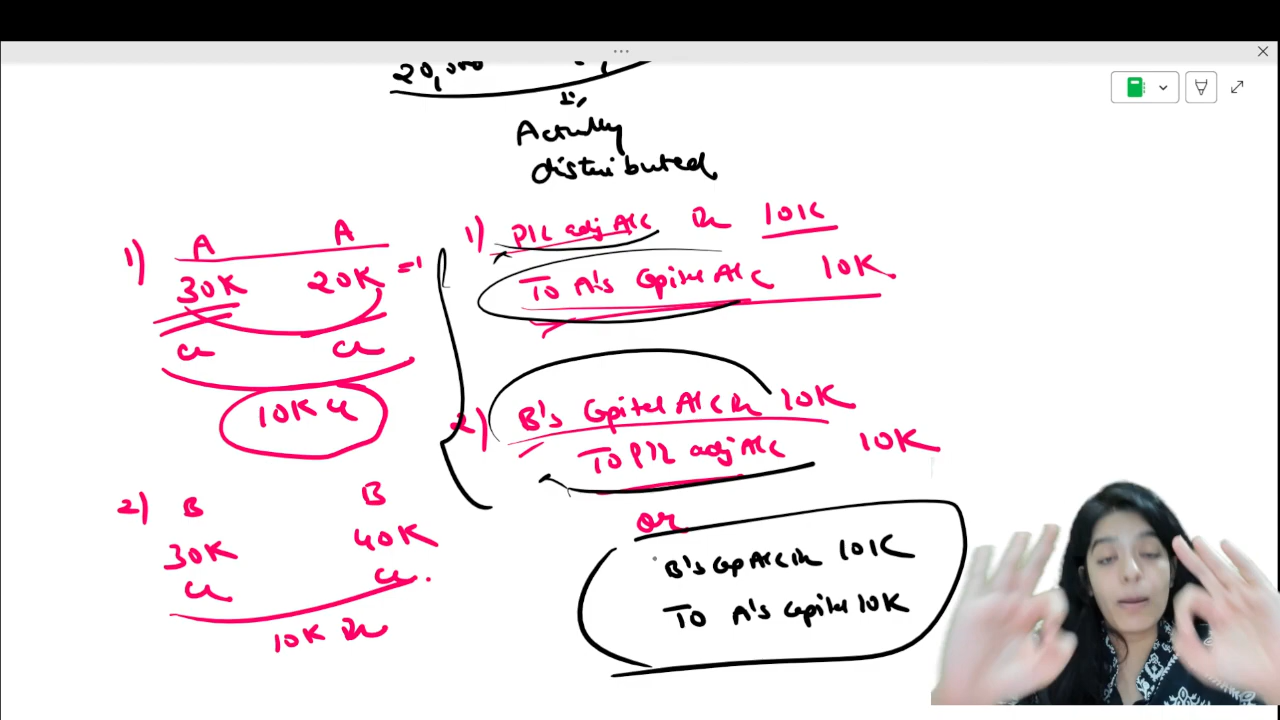 20,000
Actually
distributed
1) A A
30K 20K =1
Cr Cr
10K Cr
2) B B
30K 40K
Cr Cr.
10K Dr
1) P/L adj A/c Dr 10K
To A's Capital A/c 10K
2) B's Capital A/c Dr 10K
To P/L adj A/c 10K
or
B's Cap A/c Dr 10K
To A's Capital 10K